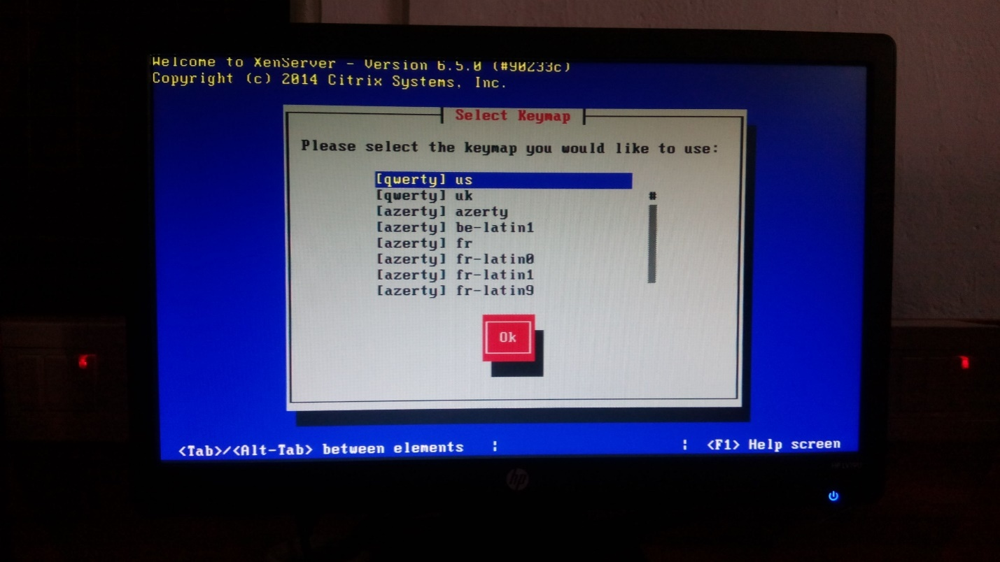 Welcome to XenServer - Version 6.5.0 (#90233c)
Copyright (c) 2014 Citrix Systems, Inc.
Select Keymap
Please select the keymap you would like to use:
[qwerty] us
[qwerty] uk
[azerty] azerty
[azerty] be-latin1
[azerty] fr
[azerty] fr-latin0
[azerty] fr-latin1
[azerty] fr-latin9
#
Ok
<Tab>/<Alt-Tab> between elements | | <F1> Help screen
hp